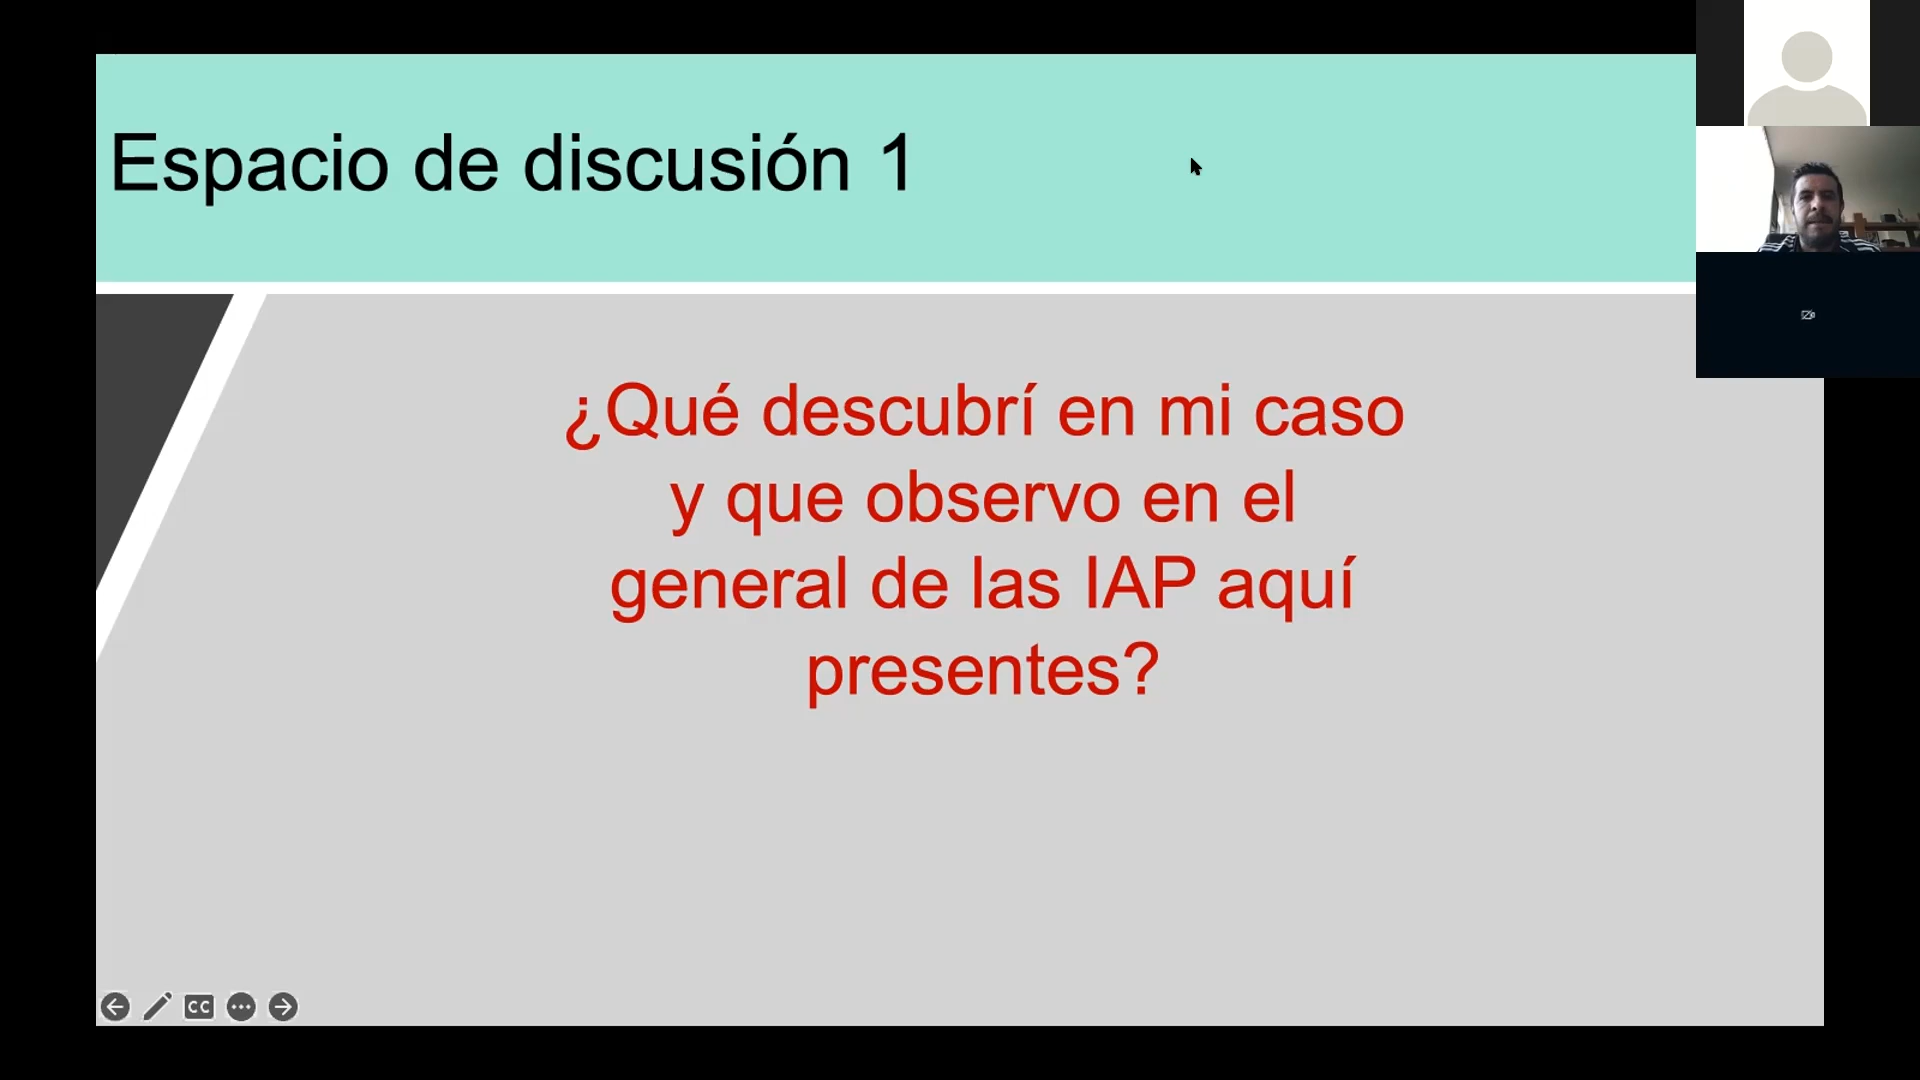 Espacio de discusión 1
¿Qué descubrí en mi caso
y que observo en el
general de las IAP aquí
presentes?
CC